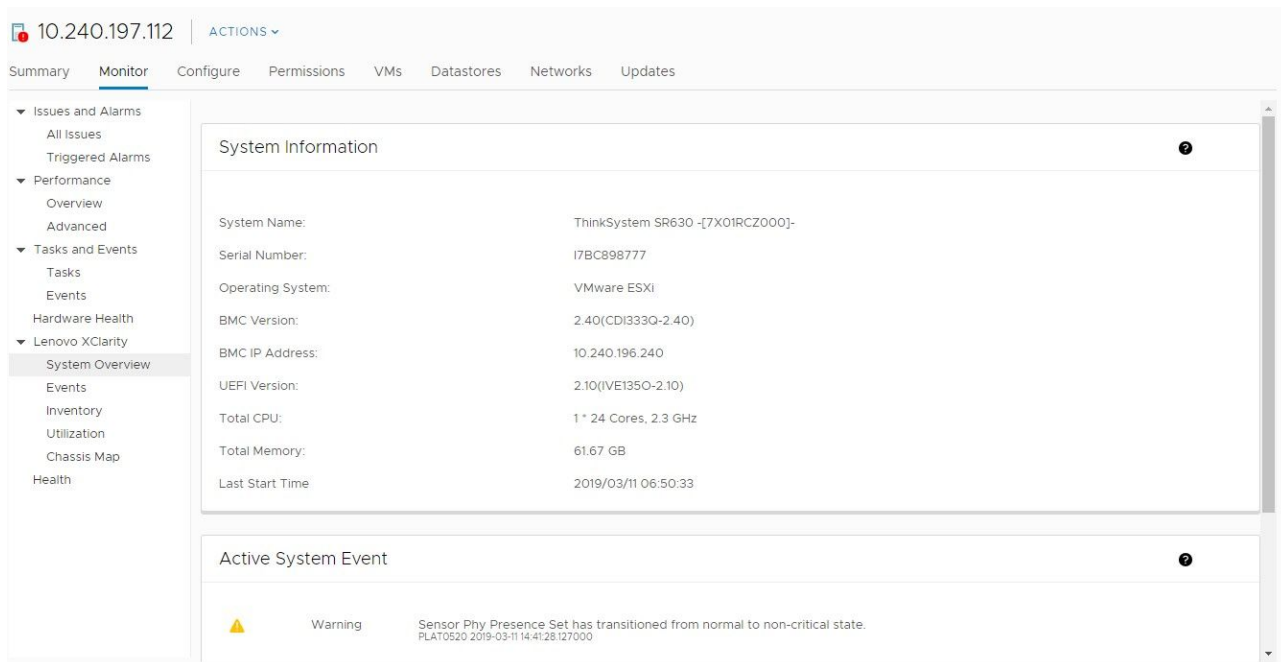 10.240.197.112 ACTIONS
Summary Monitor Configure Permissions VMs Datastores Networks Updates
Issues and Alarms
All Issues
Triggered Alarms
Performance
Overview
Advanced
Tasks and Events
Tasks
Events
Hardware Health
Lenovo XClarity
System Overview
Events
Inventory
Utilization
Chassis Map
Health
System Information
System Name: ThinkSystem SR630 -[7X01RCZ000]-
Serial Number: I7BC898777
Operating System: VMware ESXi
BMC Version: 2.40(CDI333Q-2.40)
BMC IP Address: 10.240.196.240
UEFI Version: 2.10(IVE135O-2.10)
Total CPU: 1 * 24 Cores, 2.3 GHz
Total Memory: 61.67 GB
Last Start Time 2019/03/11 06:50:33
Active System Event
Warning Sensor Phy Presence Set has transitioned from normal to non-critical state.
PLAT0520 2019-03-11 14:41:28.127000